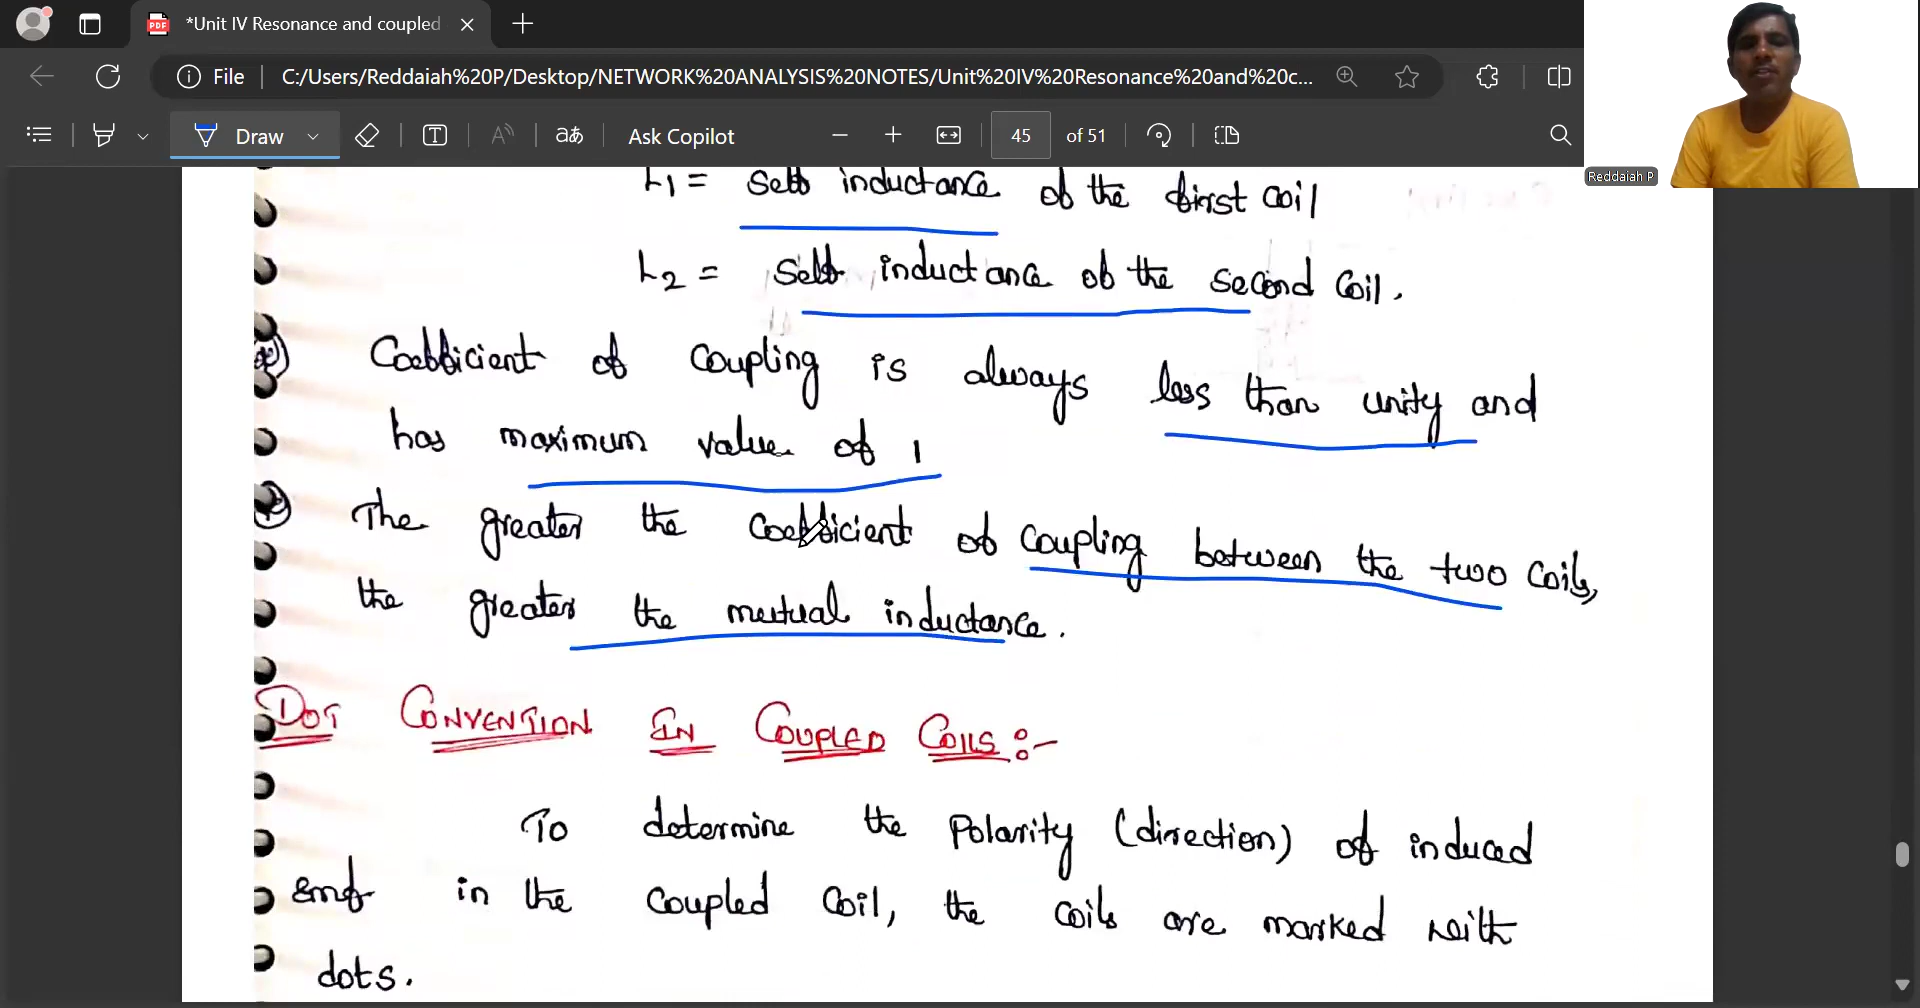 *Unit IV Resonance and coupled
File C:/Users/Reddaiah%20P/Desktop/NETWORK%20ANALYSIS%20NOTES/Unit%20IV%20Resonance%20and%20c...
Draw T aあ Ask Copilot 45 of 51
Reddaiah P
L1 = self inductance of the first coil
L2 = self inductance of the second coil.
Coefficient of coupling is always less than unity and
has maximum value of 1
The greater the coefficient of coupling between the two coils,
the greater the mutual inductance.
DOT CONVENTION IN COUPLED COILS :-
To determine the polarity (direction) of induced
emf in the coupled coil, the coils are marked with
dots.